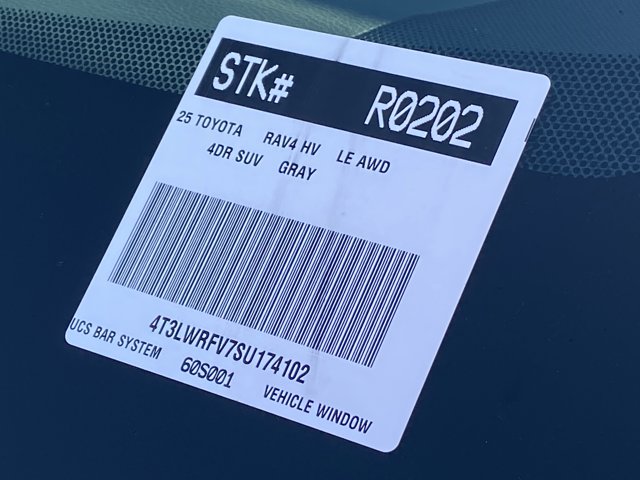 STK# R0202
25 TOYOTA RAV4 HV LE AWD
4DR SUV GRAY
4T3LWRFV7SU174102
UCS BAR SYSTEM 60S001 VEHICLE WINDOW